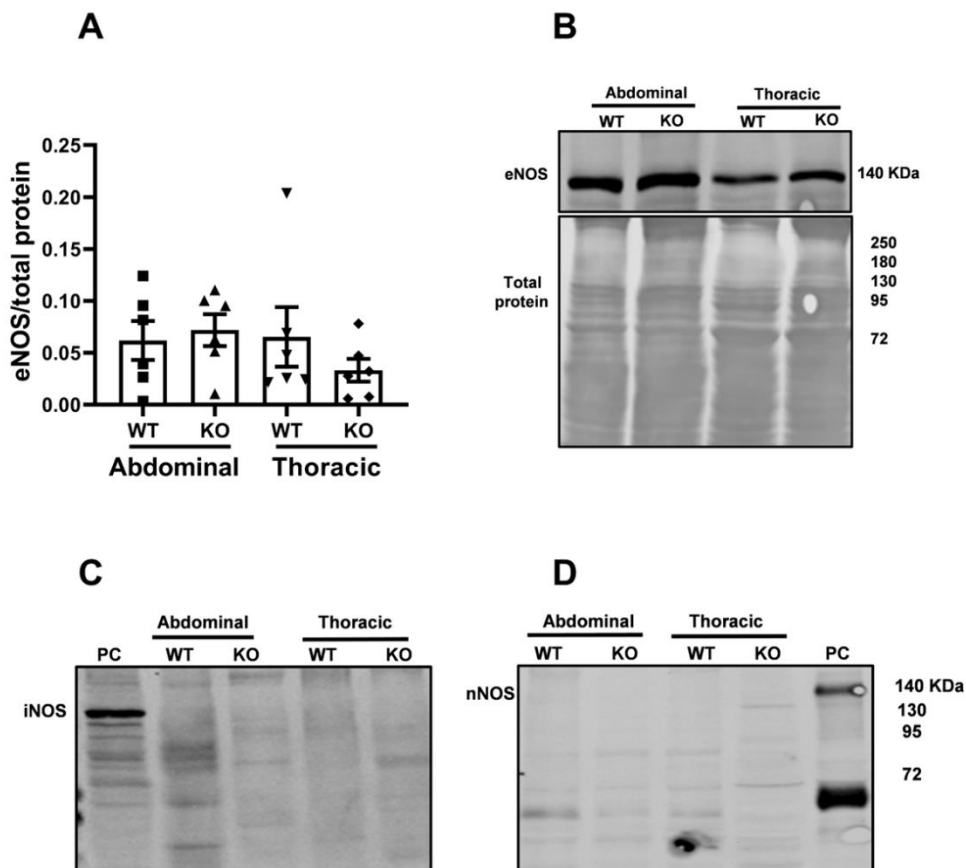 A
eNOS/total protein
0.25
0.20
0.15
0.10
0.05
0.00
WT KO WT KO
Abdominal Thoracic
B
Abdominal Thoracic
WT KO WT KO
eNOS 140 KDa
Total
protein
250
180
130
95
72
C
Abdominal Thoracic
PC WT KO WT KO
iNOS
D
Abdominal Thoracic
WT KO WT KO PC
nNOS 140 KDa
130
95
72